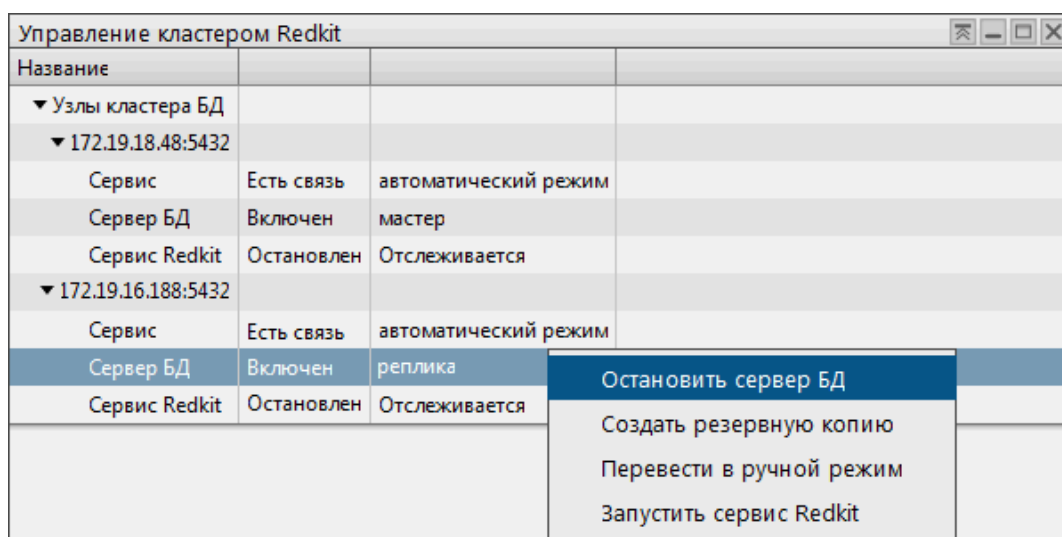 Управление кластером Redkit
Название
Узлы кластера БД
172.19.18.48:5432
Сервис Есть связь автоматический режим
Сервер БД Включен мастер
Сервис Redkit Остановлен Отслеживается
172.19.16.188:5432
Сервис Есть связь автоматический режим
Сервер БД Включен реплика
Остановить сервер БД
Сервис Redkit Остановлен Отслеживается
Создать резервную копию
Перевести в ручной режим
Запустить сервис Redkit